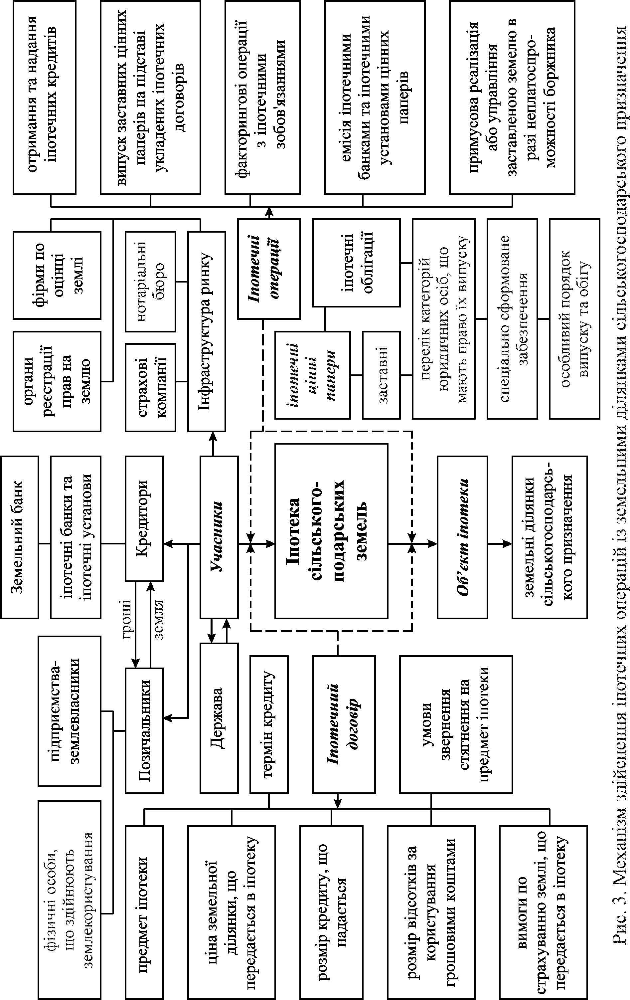 фізичні особи,
що здійнюють
землекористування
підприємства-
землевласники
Земельний банк
іпотечні банки та
іпотечні установи
органи
реєстрації
прав на
землю
фірми по
оцінці
землі
отримання та надання
іпотечних кредитів
предмет іпотеки
Позичальники
гроші
земля
Кредитори
страхові
компанії
нотаріальні
бюро
випуск заставних цінних
паперів на підставі
укладених іпотечних
договорів
ціна земельної
ділянки, що
передається в іпотеку
Держава
Учасники
Інфраструктура ринку
термін кредиту
Іпотечні
операції
факторингові операції
з іпотечними
зобов'язаннями
розмір кредиту, що
надається
Іпотечний
договір
Іпотека
сільського-
подарських
земель
іпотечні
цінні
папери
іпотечні
облігації
заставні
емісія іпотечними
банками та іпотечними
установами цінних
паперів
розмір відсотків за
користування
грошовими коштами
умови
звернення
стягнення на
предмет іпотеки
Об’єкт іпотеки
перелік категорій
юридичних осіб, що
мають право їх випуску
примусова реалізація
або управління
заставленою землею в
разі неплатоспро-
можності боржника
вимоги по
страхуванню землі, що
передається в іпотеку
земельні ділянки
сільськогосподарсь-
кого призначення
спеціально сформоване
забезпечення
особливий порядок
випуску та обігу
Рис. 3. Механізм здійснення іпотечних операцій із земельними ділянками сільськогосподарського призначення